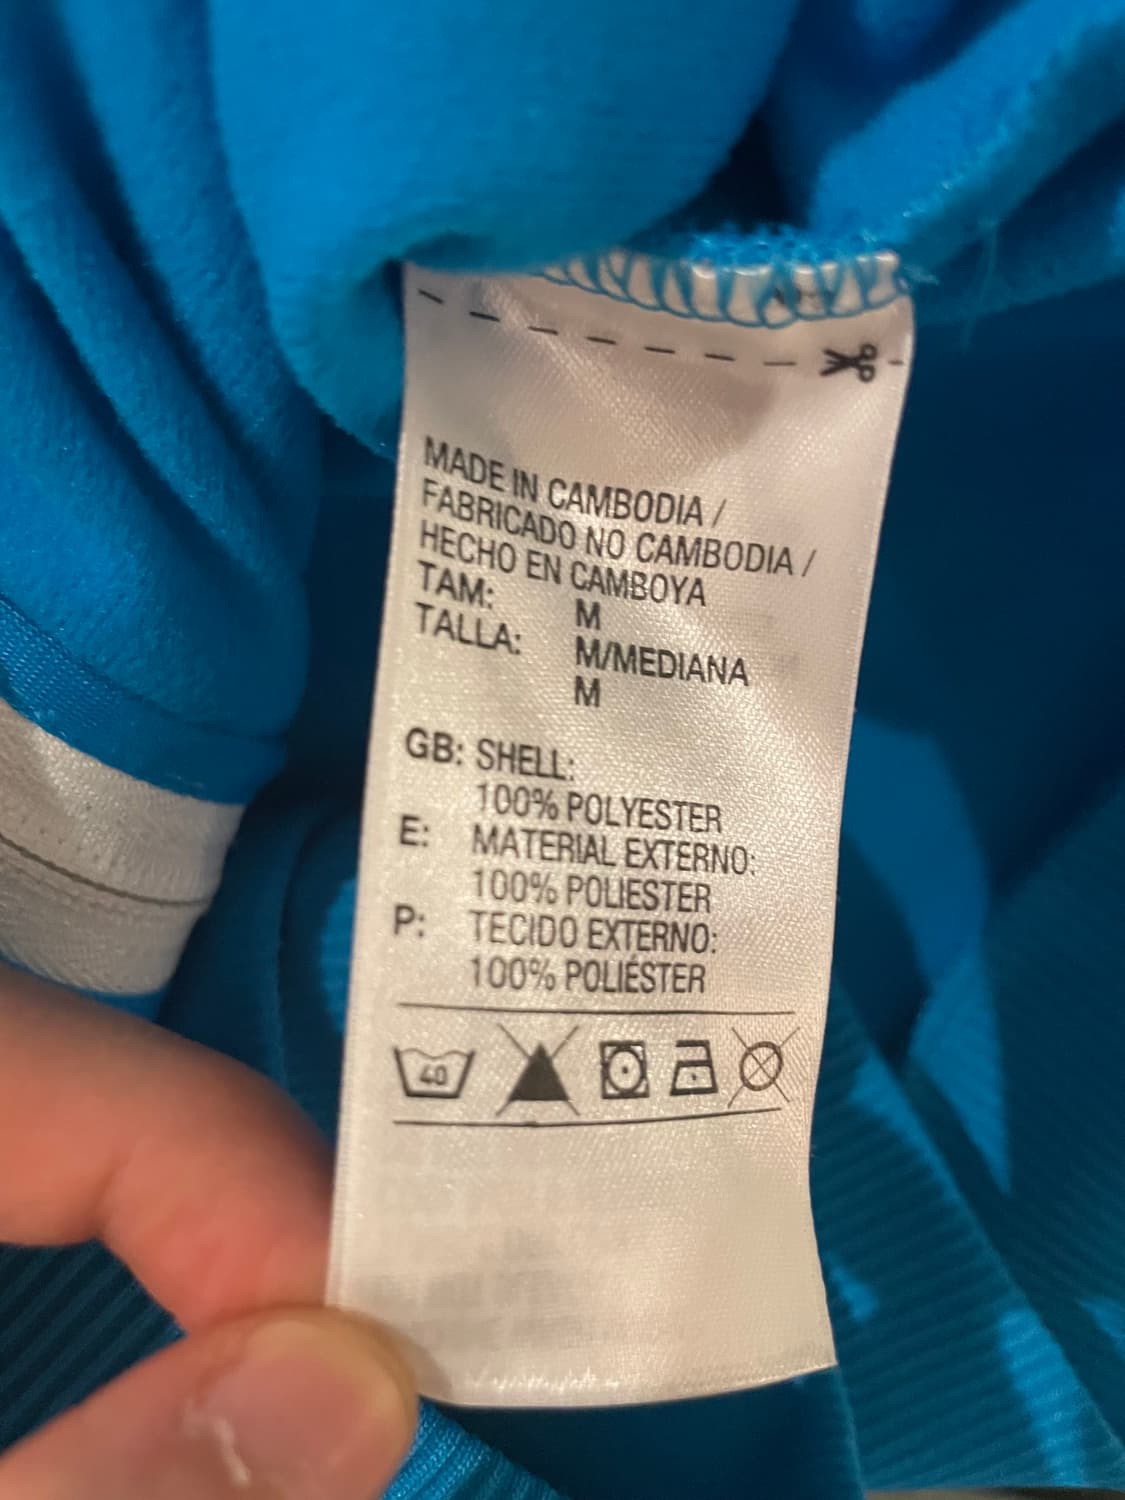 MADE IN CAMBODIA /
FABRICADO NO CAMBODIA /
HECHO EN CAMBOYA
TAM: M
TALLA: M/MEDIANA
M
GB: SHELL:
100% POLYESTER
E: MATERIAL EXTERNO:
100% POLIESTER
P: TECIDO EXTERNO:
100% POLIÉSTER
40